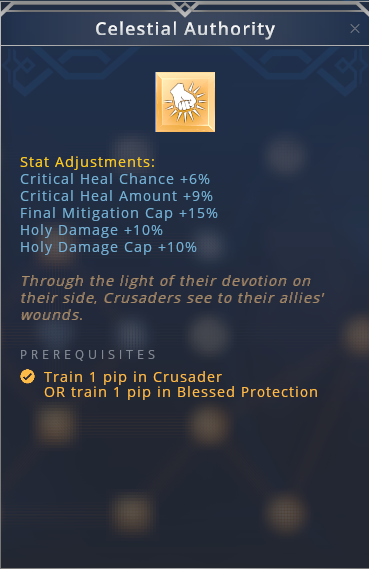 Celestial Authority
Stat Adjustments:
Critical Heal Chance +6%
Critical Heal Amount +9%
Final Mitigation Cap +15%
Holy Damage +10%
Holy Damage Cap +10%
Through the light of their devotion on
their side, Crusaders see to their allies'
wounds.
PREREQUISITES
Train 1 pip in Crusader
OR train 1 pip in Blessed Protection